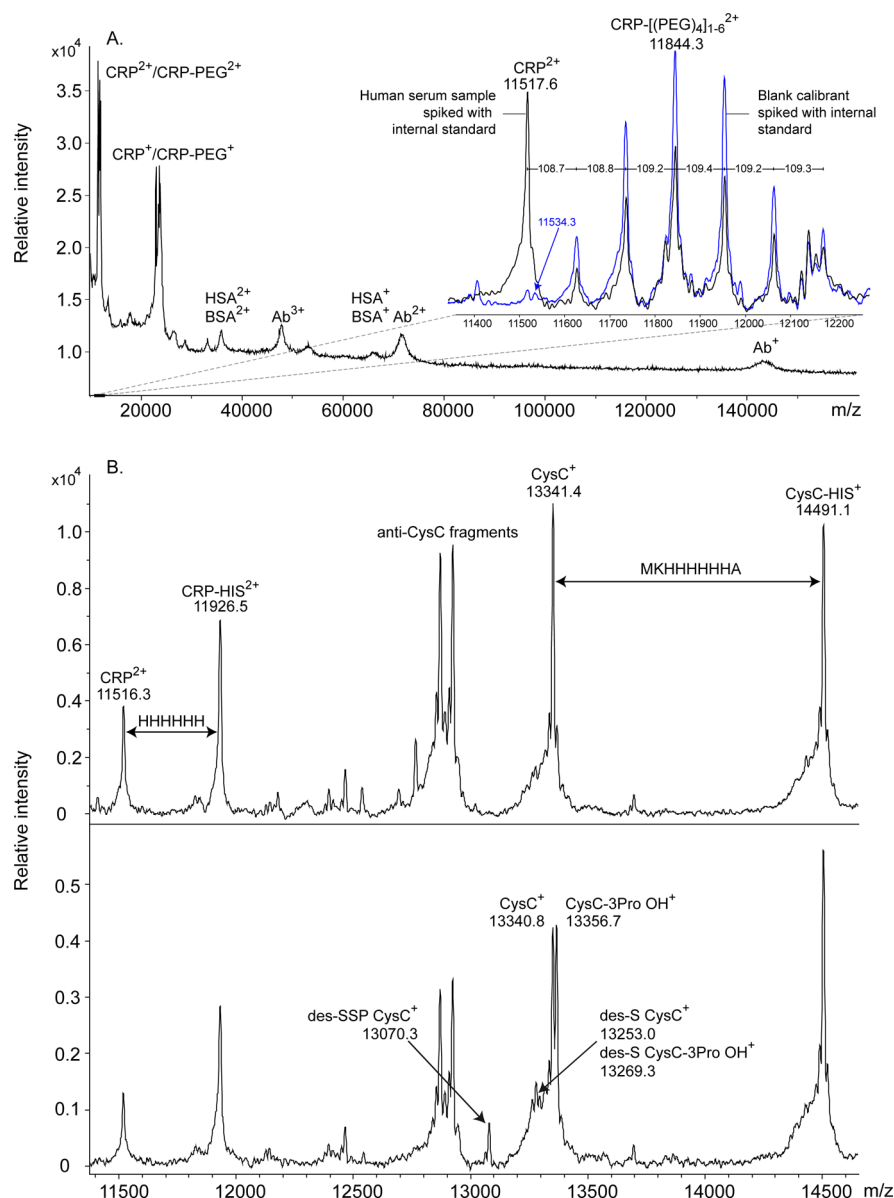 A.
x10⁴
CRP-[(PEG)₄]₁₋₆²⁺
11844.3
CRP²⁺/CRP-PEG²⁺
CRP²⁺
11517.6
Human serum sample
spiked with
internal standard
Blank calibrant
spiked with internal
standard
3.5
CRP⁺/CRP-PEG⁺
3.0
108.7 108.8 109.2 109.4 109.2 109.3
2.5
11534.3
2.0
HSA²⁺
BSA²⁺
Ab³⁺
HSA⁺
BSA⁺ Ab²⁺
1.5
11400 11500 11600 11700 11800 11900 12000 12100 12200
1.0
Ab⁺
Relative intensity
20000 40000 60000 80000 100000 120000 140000 m/z
B.
x10⁴
CysC⁺
13341.4
CysC-HIS⁺
14491.1
1.0
anti-CysC fragments
MKHHHHHHA
0.8
CRP-HIS²⁺
11926.5
0.6
CRP²⁺
11516.3
0.4
HHHHHH
0.2
0
Relative intensity
0.5
CysC⁺
13340.8
CysC-3Pro OH⁺
13356.7
0.4
0.3
des-SSP CysC⁺
13070.3
des-S CysC⁺
13253.0
des-S CysC-3Pro OH⁺
13269.3
0.2
0.1
0
Relative intensity
11500 12000 12500 13000 13500 14000 14500 m/z